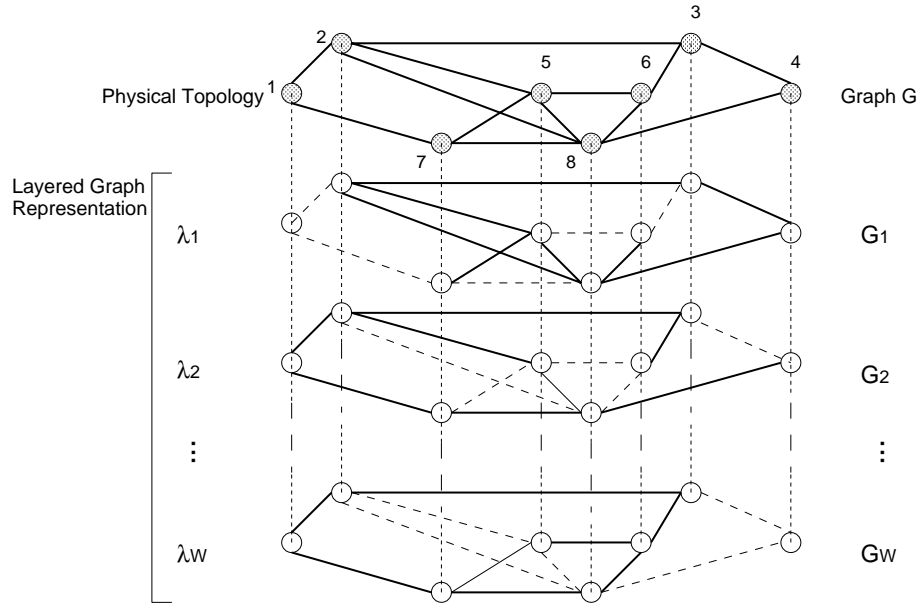 3
2
5
6
4
1
Physical Topology
Graph G
7
8
Layered Graph
Representation
λ1
G1
λ2
G2
⋮
⋮
λW
GW